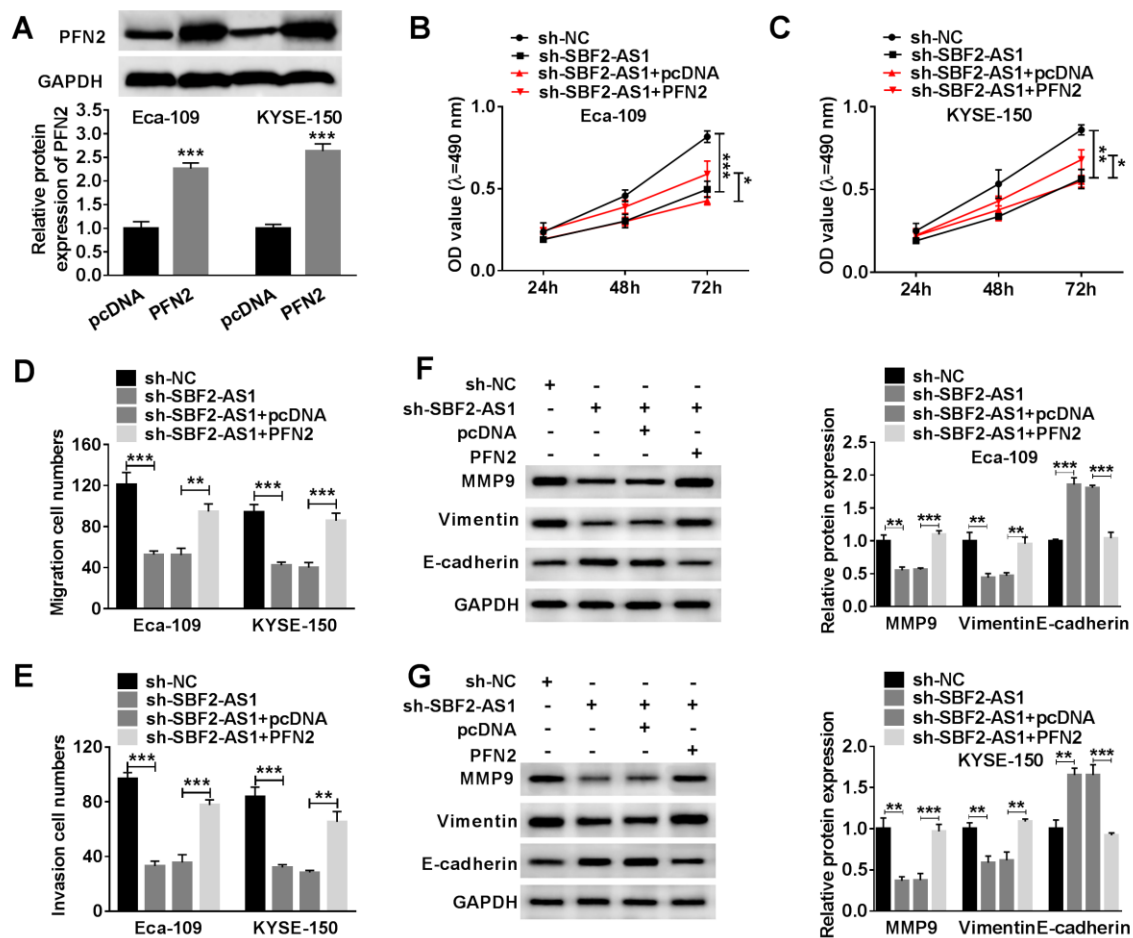 A
PFN2
GAPDH
Eca-109 KYSE-150
Relative protein
expression of PFN2
3.0
2.5
2.0
1.5
1.0
0.5
0.0
*** ***
pcDNA PFN2 pcDNA PFN2
B
sh-NC
sh-SBF2-AS1
sh-SBF2-AS1+pcDNA
sh-SBF2-AS1+PFN2
Eca-109
OD value (λ=490 nm)
1.0
0.5
0.0
24h 48h 72h
*** *
C
sh-NC
sh-SBF2-AS1
sh-SBF2-AS1+pcDNA
sh-SBF2-AS1+PFN2
KYSE-150
OD value (λ=490 nm)
1.0
0.5
0.0
24h 48h 72h
** *
D
sh-NC
sh-SBF2-AS1
sh-SBF2-AS1+pcDNA
sh-SBF2-AS1+PFN2
Migration cell numbers
160
120
80
40
0
*** ** *** ***
Eca-109 KYSE-150
E
sh-NC
sh-SBF2-AS1
sh-SBF2-AS1+pcDNA
sh-SBF2-AS1+PFN2
Invasion cell numbers
120
80
40
0
*** *** *** **
Eca-109 KYSE-150
F
sh-NC + - - -
sh-SBF2-AS1 - + + +
pcDNA - - + -
PFN2 - - - +
MMP9
Vimentin
E-cadherin
GAPDH
sh-NC
sh-SBF2-AS1
sh-SBF2-AS1+pcDNA
sh-SBF2-AS1+PFN2
Eca-109
Relative protein expression
2.5
2.0
1.5
1.0
0.5
0.0
** *** ** ** *** ***
MMP9 Vimentin E-cadherin
G
sh-NC + - - -
sh-SBF2-AS1 - + + +
pcDNA - - + -
PFN2 - - - +
MMP9
Vimentin
E-cadherin
GAPDH
sh-NC
sh-SBF2-AS1
sh-SBF2-AS1+pcDNA
sh-SBF2-AS1+PFN2
KYSE-150
Relative protein expression
2.0
1.5
1.0
0.5
0.0
** *** ** ** ** ***
MMP9 Vimentin E-cadherin